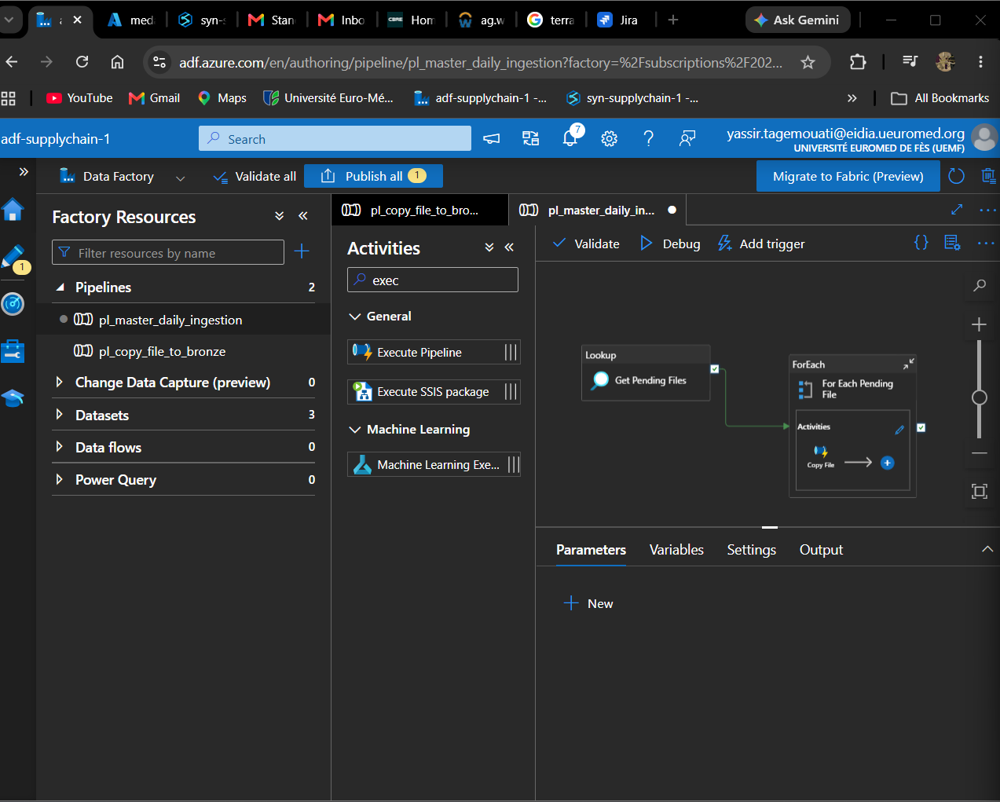 med
syn-s
Stan
Inbo
CBRE
Hom
ag.w
terra
Jira
Ask Gemini
adf.azure.com/en/authoring/pipeline/pl_master_daily_ingestion?factory=%2Fsubscriptions%2F202...
YouTube
Gmail
Maps
Université Euro-Mé...
adf-supplychain-1 -...
syn-supplychain-1 -...
All Bookmarks
adf-supplychain-1
Search
7
yassir.tagemouati@eidia.ueuromed.org
UNIVERSITÉ EUROMED DE FÈS (UEMF)
Data Factory
Validate all
Publish all
1
Migrate to Fabric (Preview)
1
Factory Resources
Filter resources by name
Pipelines
2
pl_master_daily_ingestion
pl_copy_file_to_bronze
Change Data Capture (preview)
0
Datasets
3
Data flows
0
Power Query
0
pl_copy_file_to_bro...
pl_master_daily_in...
Activities
exec
General
Execute Pipeline
Execute SSIS package
Machine Learning
Machine Learning Exe...
Validate
Debug
Add trigger
{}
Lookup
Get Pending Files
ForEach
For Each Pending
File
Activities
Copy File
Parameters
Variables
Settings
Output
New